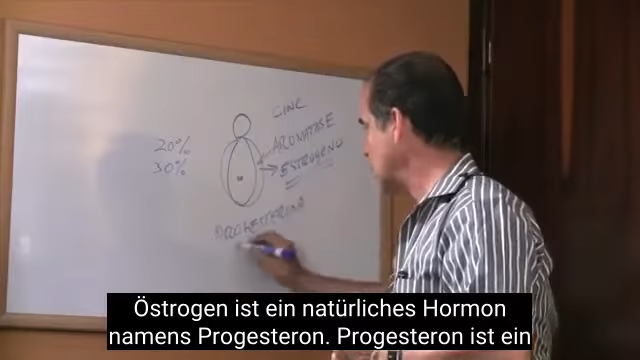 CINC
AROMATASE
20%
ESTROGENO
30%
PROGESTERONA
Östrogen ist ein natürliches Hormon
namens Progesteron. Progesteron ist ein